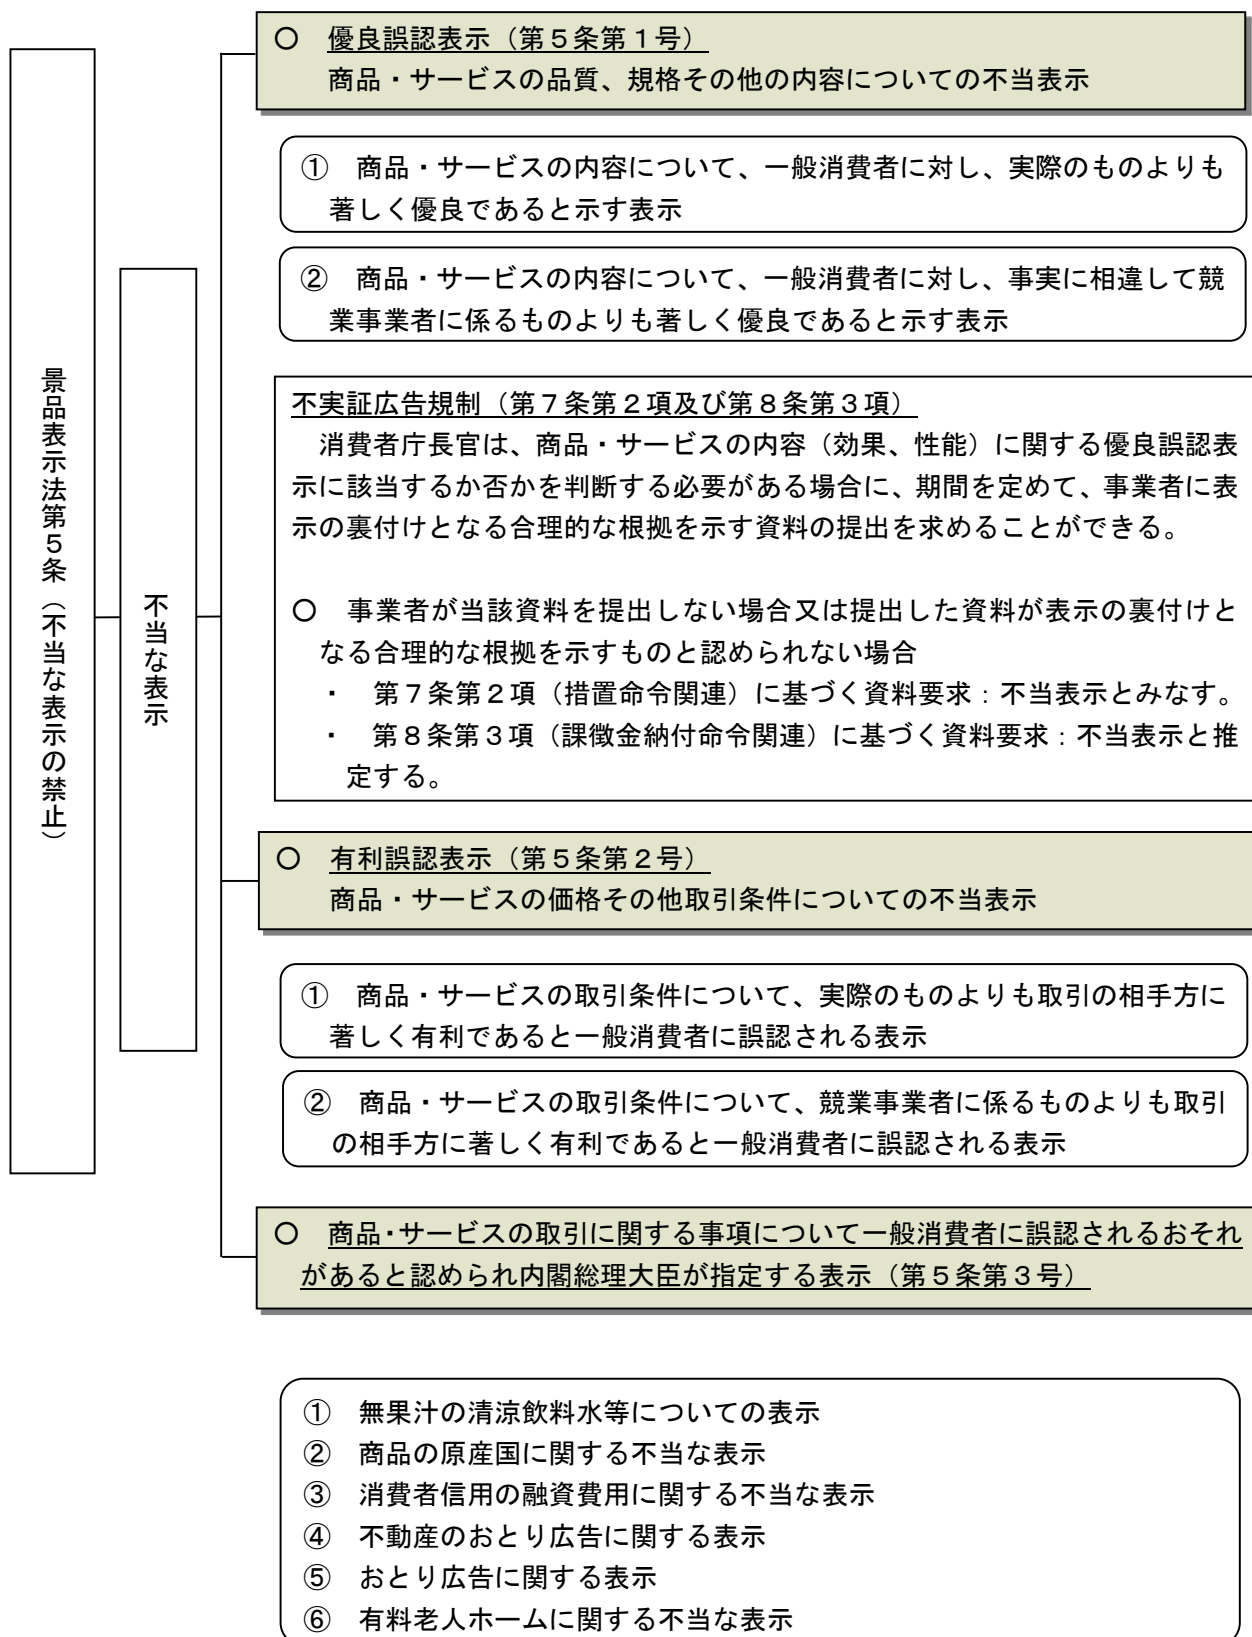 景品表示法第５条（不当な表示の禁止）
不当な表示
○　優良誤認表示（第５条第１号）
商品・サービスの品質、規格その他の内容についての不当表示
①　商品・サービスの内容について、一般消費者に対し、実際のものよりも
著しく優良であると示す表示
②　商品・サービスの内容について、一般消費者に対し、事実に相違して競
業事業者に係るものよりも著しく優良であると示す表示
不実証広告規制（第７条第２項及び第８条第３項）
消費者庁長官は、商品・サービスの内容（効果、性能）に関する優良誤認表
示に該当するか否かを判断する必要がある場合に、期間を定めて、事業者に表
示の裏付けとなる合理的な根拠を示す資料の提出を求めることができる。
○　事業者が当該資料を提出しない場合又は提出した資料が表示の裏付けと
なる合理的な根拠を示すものと認められない場合
・　第７条第２項（措置命令関連）に基づく資料要求：不当表示とみなす。
・　第８条第３項（課徴金納付命令関連）に基づく資料要求：不当表示と推
定する。
○　有利誤認表示（第５条第２号）
商品・サービスの価格その他取引条件についての不当表示
①　商品・サービスの取引条件について、実際のものよりも取引の相手方に
著しく有利であると一般消費者に誤認される表示
②　商品・サービスの取引条件について、競業事業者に係るものよりも取引
の相手方に著しく有利であると一般消費者に誤認される表示
○　商品・サービスの取引に関する事項について一般消費者に誤認されるおそれ
があると認められ内閣総理大臣が指定する表示（第５条第３号）
①　無果汁の清涼飲料水等についての表示
②　商品の原産国に関する不当な表示
③　消費者信用の融資費用に関する不当な表示
④　不動産のおとり広告に関する表示
⑤　おとり広告に関する表示
⑥　有料老人ホームに関する不当な表示